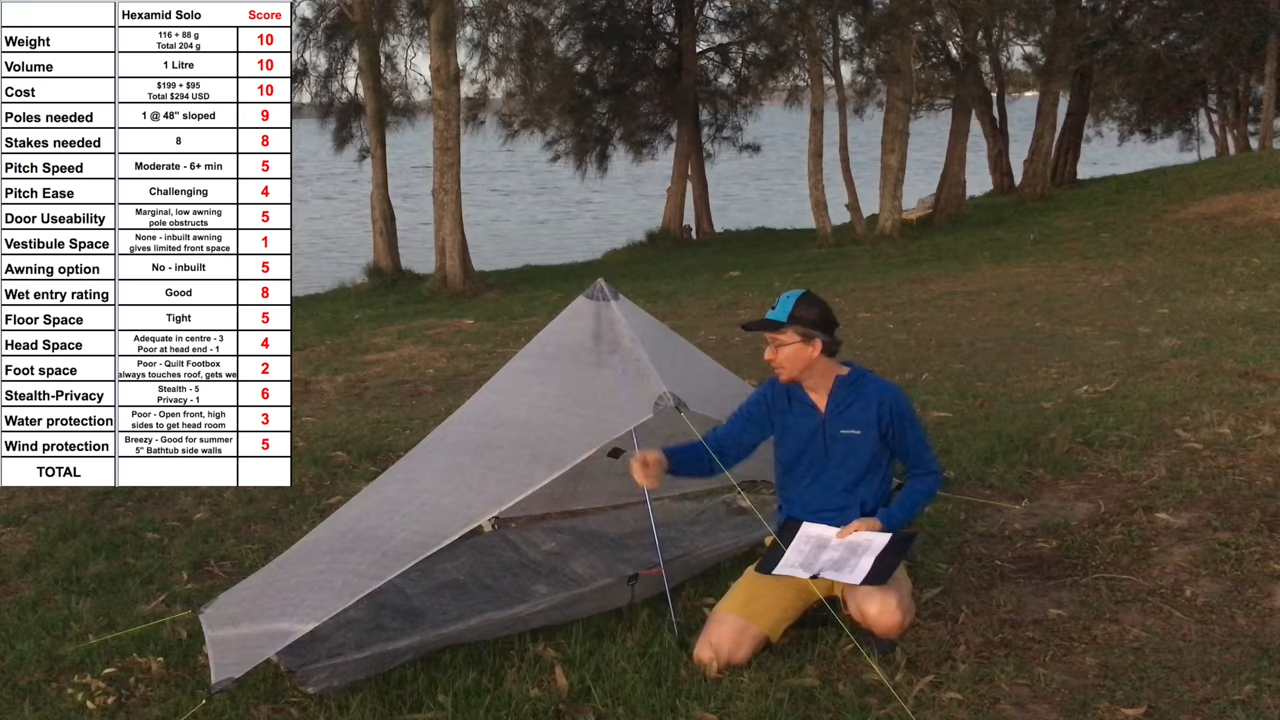 Hexamid Solo Score
Weight 116 + 88 g 10
Total 204 g
Volume 1 Litre 10
Cost $199 + $95 10
Total $294 USD
Poles needed 1 @ 48" sloped 9
Stakes needed 8 8
Pitch Speed Moderate - 6+ min 5
Pitch Ease Challenging 4
Door Useability Marginal, low awning 5
pole obstructs
Vestibule Space None - inbuilt awning 1
gives limited front space
Awning option No - inbuilt 5
Wet entry rating Good 8
Floor Space Tight 5
Head Space Adequate in centre - 3 4
Poor at head end - 1
Foot space Poor - Quilt Footbox 2
always touches roof, gets we
Stealth-Privacy Stealth - 5 6
Privacy - 1
Water protection Poor - Open front, high 3
sides to get head room
Wind protection Breezy - Good for summer 5
5" Bathtub side walls
TOTAL